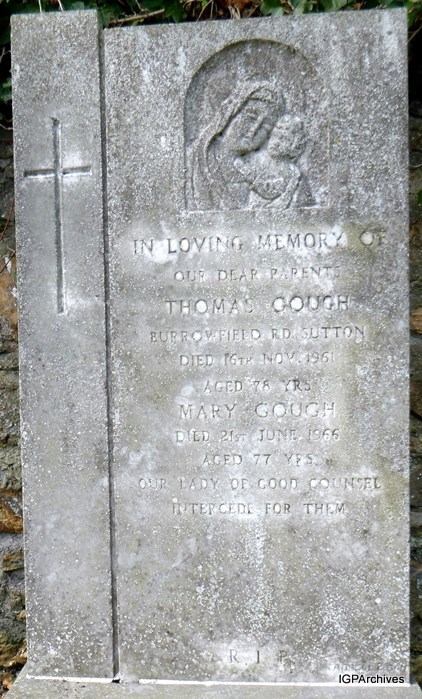 IN LOVING MEMORY OF
OUR DEAR PARENTS
THOMAS GOUGH
BURROWFIELD RD. SUTTON
DIED 16TH NOV. 1961
AGED 78 YRS
MARY GOUGH
DIED 21ST JUNE 1966
AGED 77 YRS
OUR LADY OF GOOD COUNSEL
INTERCEDE FOR THEM
R. I. P.
IGPArchives